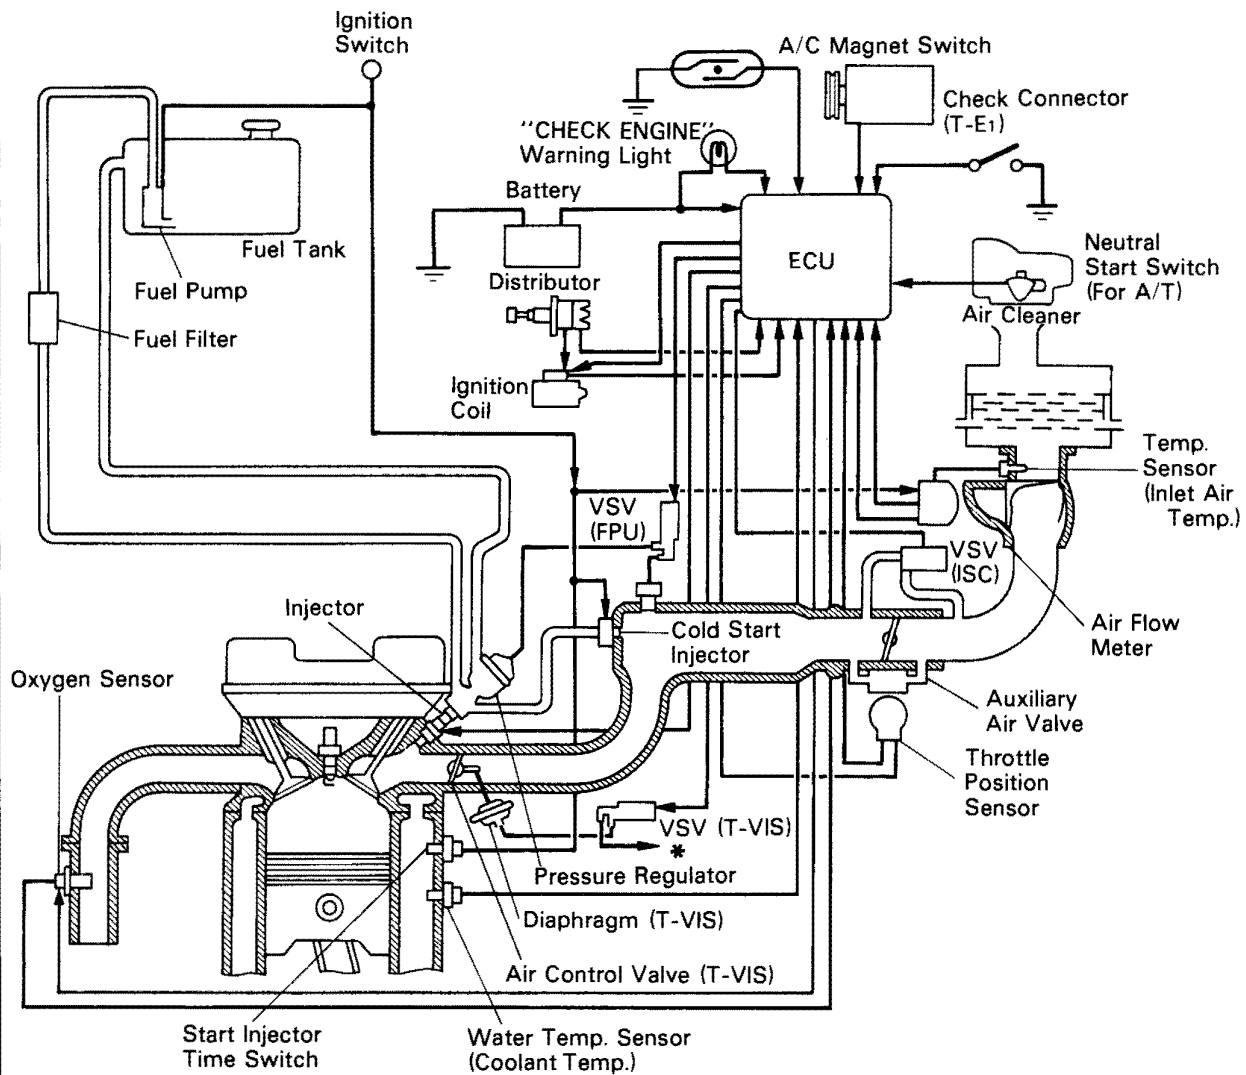 Ignition
Switch
A/C Magnet Switch
Check Connector
(T-E1)
"CHECK ENGINE"
Warning Light
Battery
Fuel Tank
ECU
Neutral
Start Switch
(For A/T)
Fuel Pump
Distributor
Air Cleaner
Fuel Filter
Ignition
Coil
Temp.
Sensor
(Inlet Air
Temp.)
VSV
(FPU)
VSV
(ISC)
Injector
Cold Start
Injector
Air Flow
Meter
Oxygen Sensor
Auxiliary
Air Valve
Throttle
Position
Sensor
VSV (T-VIS)
*
Pressure Regulator
Diaphragm (T-VIS)
Air Control Valve (T-VIS)
Start Injector
Time Switch
Water Temp. Sensor
(Coolant Temp.)